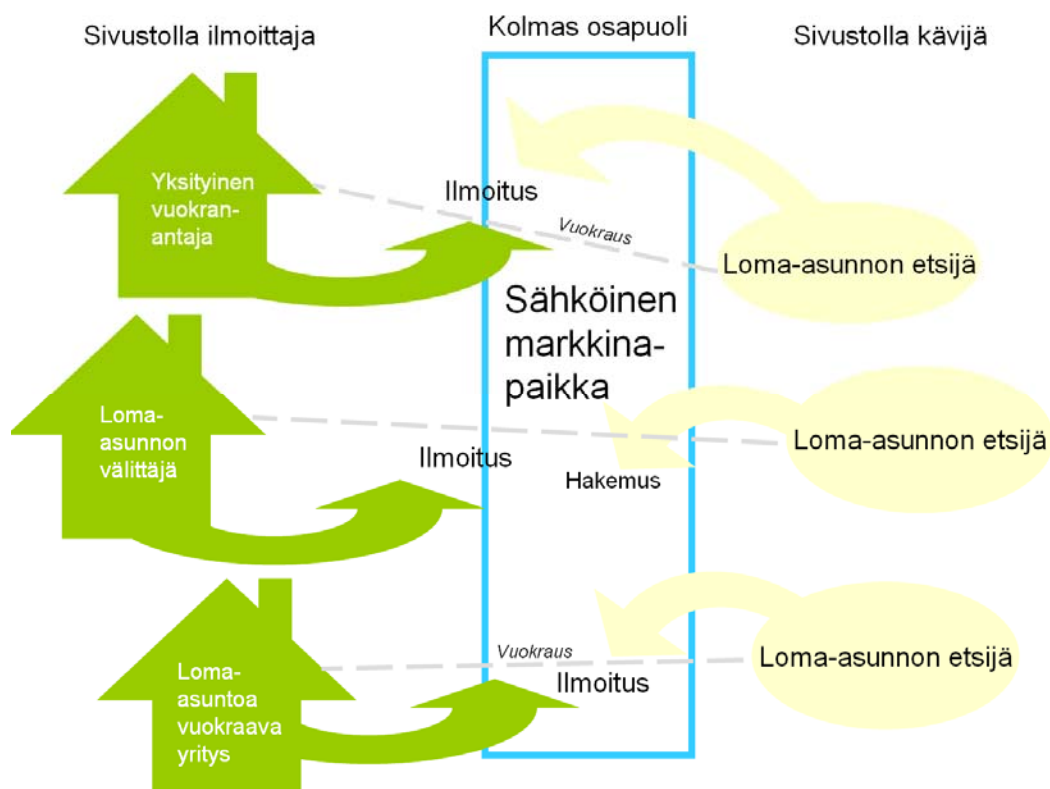 Sivustolla ilmoittaja
Kolmas osapuoli
Sivustolla kävijä
Yksityinen
vuokran-
antaja
Ilmoitus
Vuokraus
Loma-asunnon etsijä
Sähköinen
markkina-
paikka
Loma-
asunnon
välittäjä
Ilmoitus
Hakemus
Loma-asunnon etsijä
Loma-
asuntoa
vuokraava
yritys
Vuokraus
Ilmoitus
Loma-asunnon etsijä